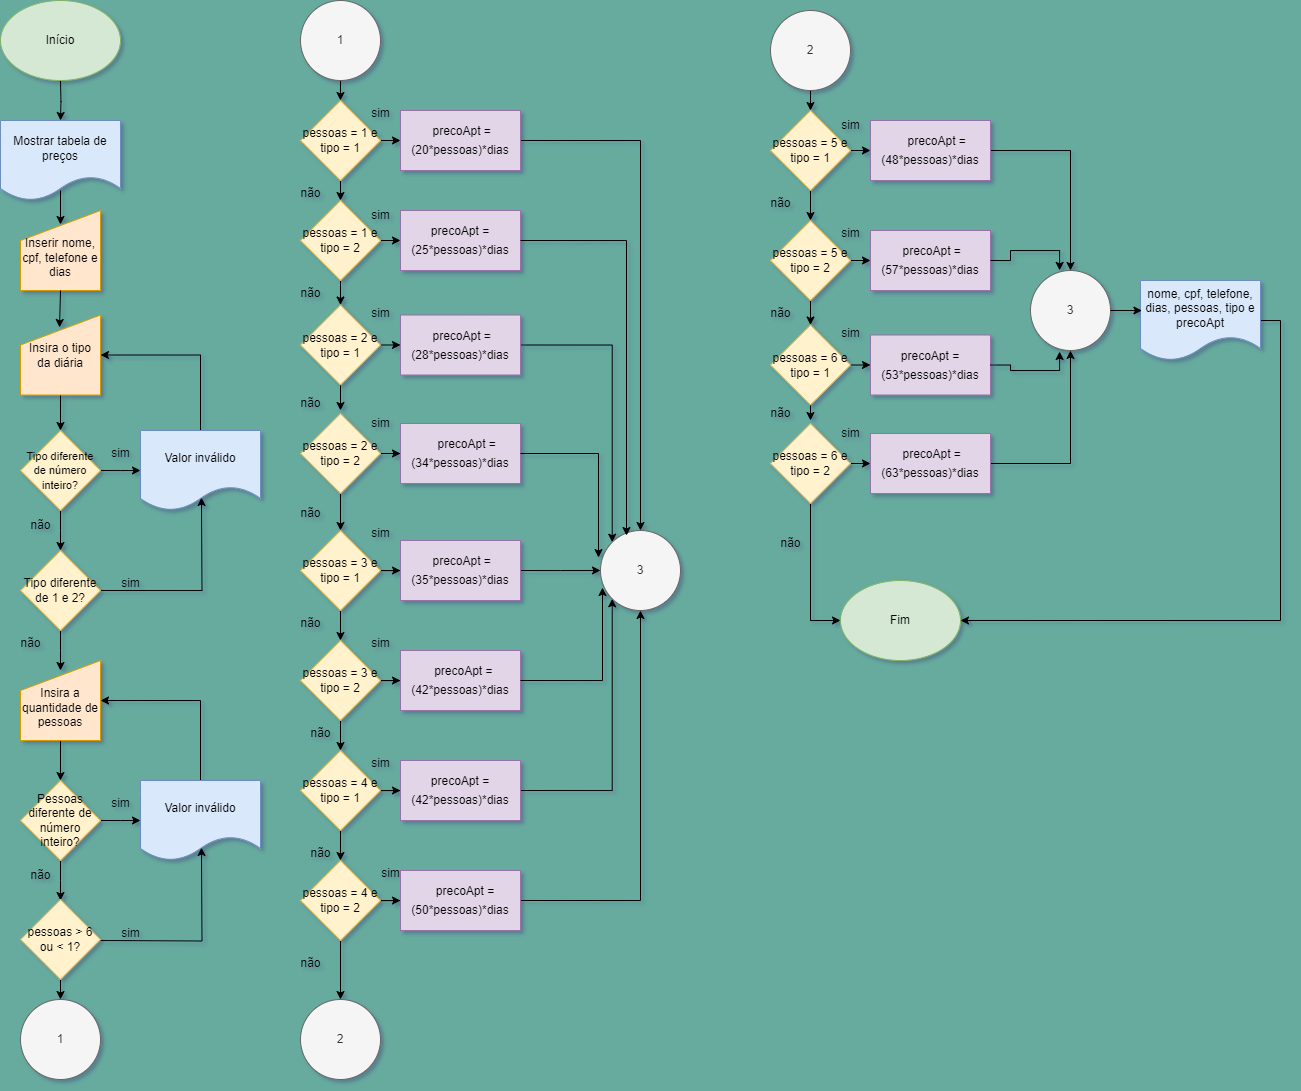 Início
Mostrar tabela de
preços
Inserir nome,
cpf, telefone e
dias
Insira o tipo
da diária
Tipo diferente
de número
inteiro?
sim
Valor inválido
não
Tipo diferente
de 1 e 2?
sim
não
Insira a
quantidade de
pessoas
Pessoas
diferente de
número
inteiro?
sim
Valor inválido
não
pessoas > 6
ou < 1?
sim
1
1
pessoas = 1 e
tipo = 1
sim
precoApt =
(20*pessoas)*dias
não
pessoas = 1 e
tipo = 2
sim
precoApt =
(25*pessoas)*dias
não
pessoas = 2 e
tipo = 1
sim
precoApt =
(28*pessoas)*dias
não
pessoas = 2 e
tipo = 2
sim
precoApt =
(34*pessoas)*dias
não
pessoas = 3 e
tipo = 1
sim
precoApt =
(35*pessoas)*dias
não
pessoas = 3 e
tipo = 2
sim
precoApt =
(42*pessoas)*dias
não
pessoas = 4 e
tipo = 1
sim
precoApt =
(42*pessoas)*dias
não
pessoas = 4 e
tipo = 2
sim
precoApt =
(50*pessoas)*dias
não
3
2
2
pessoas = 5 e
tipo = 1
sim
precoApt =
(48*pessoas)*dias
não
pessoas = 5 e
tipo = 2
sim
precoApt =
(57*pessoas)*dias
não
pessoas = 6 e
tipo = 1
sim
precoApt =
(53*pessoas)*dias
não
pessoas = 6 e
tipo = 2
sim
precoApt =
(63*pessoas)*dias
não
3
nome, cpf, telefone,
dias, pessoas, tipo e
precoApt
Fim